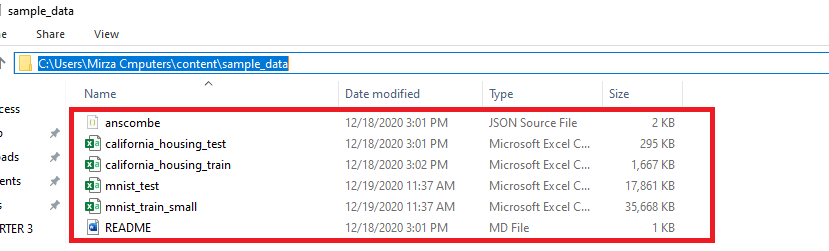 sample_data
ne Share View
C:\Users\Mirza Cmputers\content\sample_data
Name Date modified Type Size
cess
anscombe 12/18/2020 3:01 PM JSON Source File 2 KB
california_housing_test 12/18/2020 3:01 PM Microsoft Excel C... 295 KB
california_housing_train 12/18/2020 3:02 PM Microsoft Excel C... 1,667 KB
oads
mnist_test 12/19/2020 11:37 AM Microsoft Excel C... 17,861 KB
ents
mnist_train_small 12/19/2020 11:37 AM Microsoft Excel C... 35,668 KB
s
README 12/18/2020 3:01 PM MD File 1 KB
RTER 3